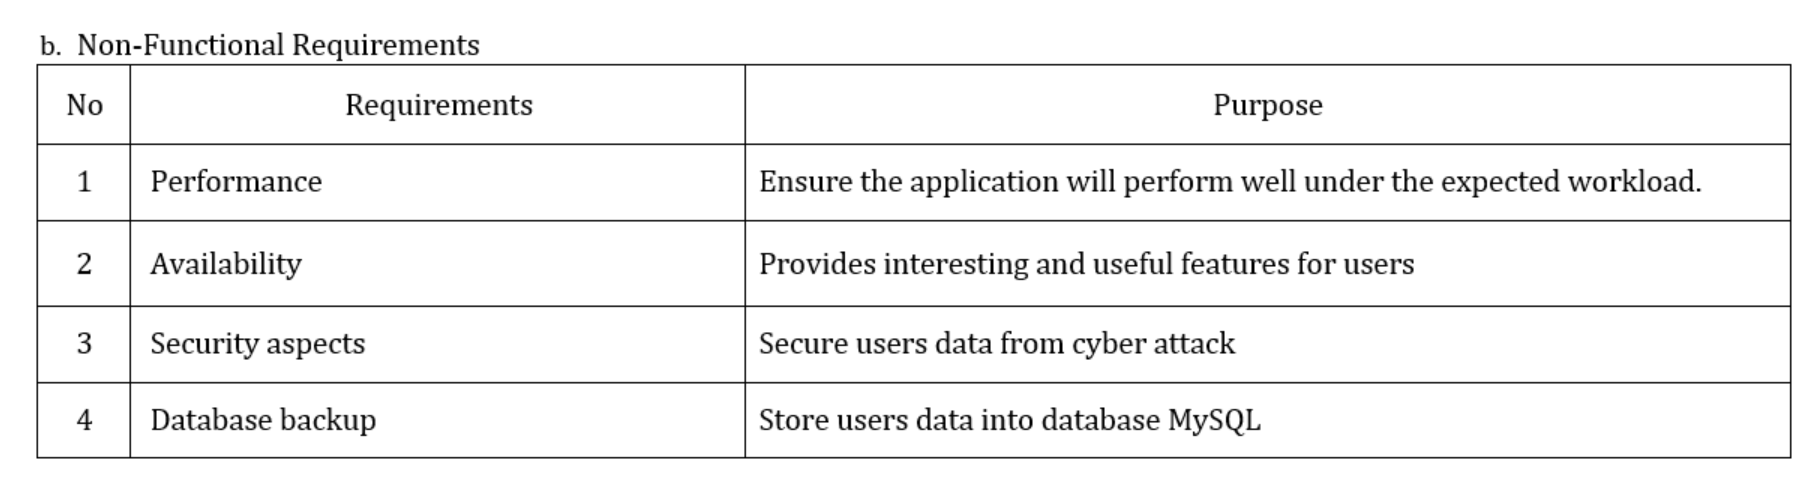 b. Non-Functional Requirements
No Requirements Purpose
1 Performance Ensure the application will perform well under the expected workload.
2 Availability Provides interesting and useful features for users
3 Security aspects Secure users data from cyber attack
4 Database backup Store users data into database MySQL